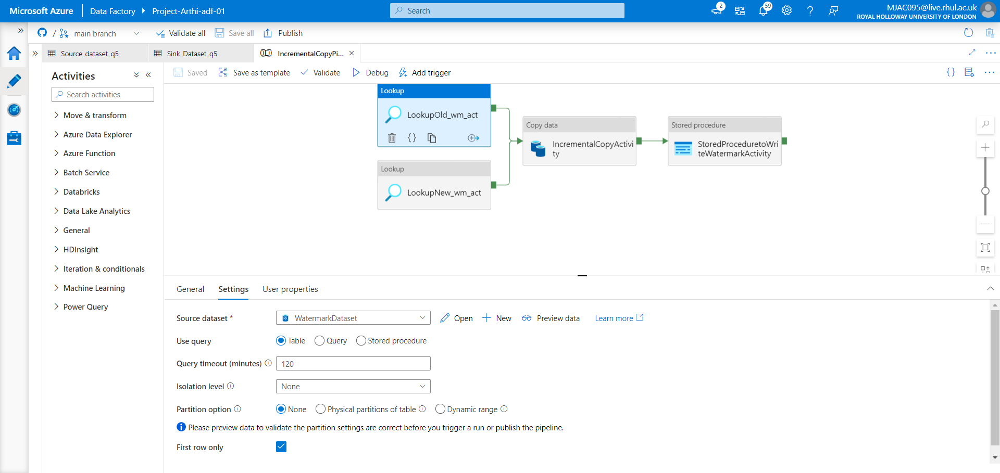 Microsoft Azure
Data Factory
Project-Arthi-adf-01
Search
2
59
MJAC095@live.rhul.ac.uk
ROYAL HOLLOWAY UNIVERSITY OF LONDON
/ main branch
Validate all
Save all
Publish
Source_dataset_q5
Sink_Dataset_q5
IncrementalCopyPi...
Activities
Search activities
Move & transform
Azure Data Explorer
Azure Function
Batch Service
Databricks
Data Lake Analytics
General
HDInsight
Iteration & conditionals
Machine Learning
Power Query
Saved
Save as template
Validate
Debug
Add trigger
Lookup
LookupOld_wm_act
Lookup
LookupNew_wm_act
Copy data
IncrementalCopyActivi
ty
Stored procedure
StoredProceduretoWri
teWatermarkActivity
General
Settings
User properties
Source dataset *
WatermarkDataset
Open
New
Preview data
Learn more
Use query
Table
Query
Stored procedure
Query timeout (minutes)
120
Isolation level
None
Partition option
None
Physical partitions of table
Dynamic range
Please preview data to validate the partition settings are correct before you trigger a run or publish the pipeline.
First row only